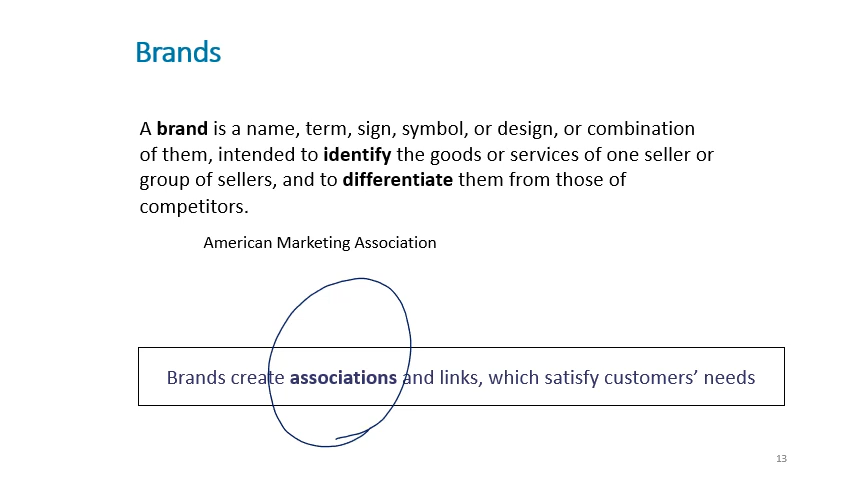 Brands
A brand is a name, term, sign, symbol, or design, or combination
of them, intended to identify the goods or services of one seller or
group of sellers, and to differentiate them from those of
competitors.
American Marketing Association
Brands create associations and links, which satisfy customers’ needs
13